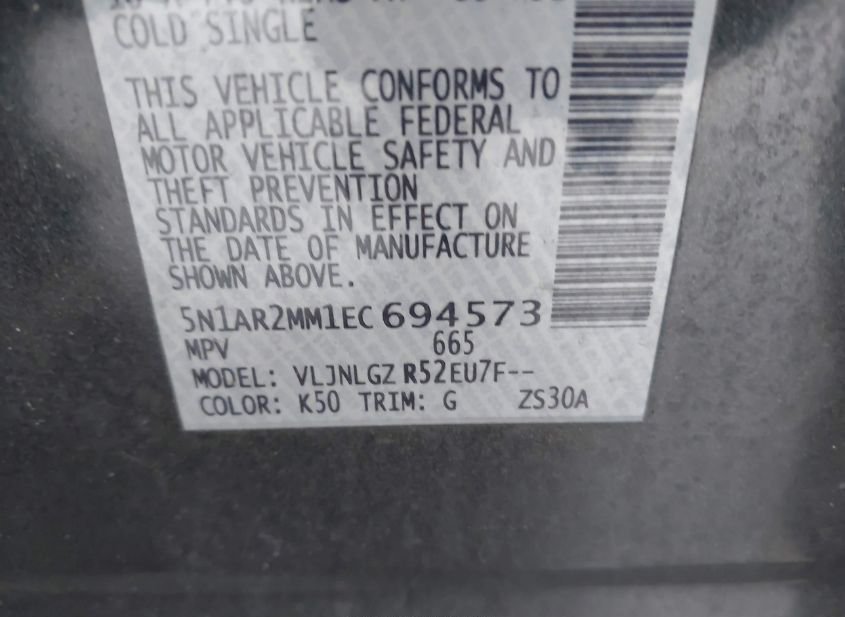 COLD SINGLE
THIS VEHICLE CONFORMS TO
ALL APPLICABLE FEDERAL
MOTOR VEHICLE SAFETY AND
THEFT PREVENTION
STANDARDS IN EFFECT ON
THE DATE OF MANUFACTURE
SHOWN ABOVE.
5N1AR2MM1EC694573
MPV 665
MODEL: VLJNLGZ R52EU7F--
COLOR: K50 TRIM: G ZS30A